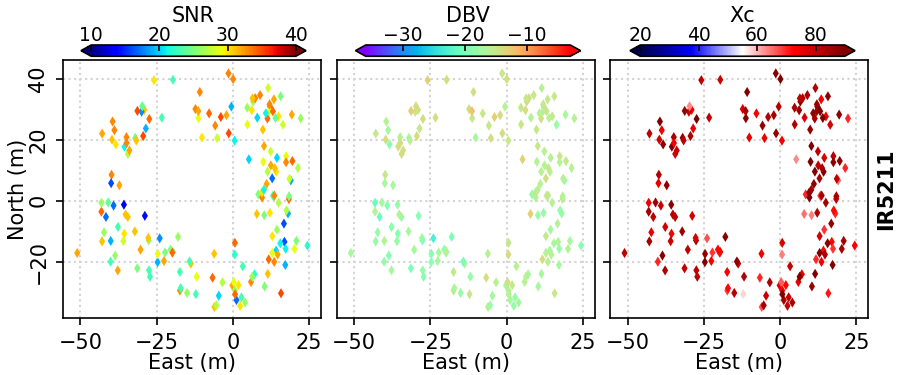 SNR DBV Xc
10 20 30 40 −30 −20 −10 20 40 60 80
40
20
0
−20
North (m)
IR5211
−50 −25 0 25 −50 −25 0 25 −50 −25 0 25
East (m) East (m) East (m)